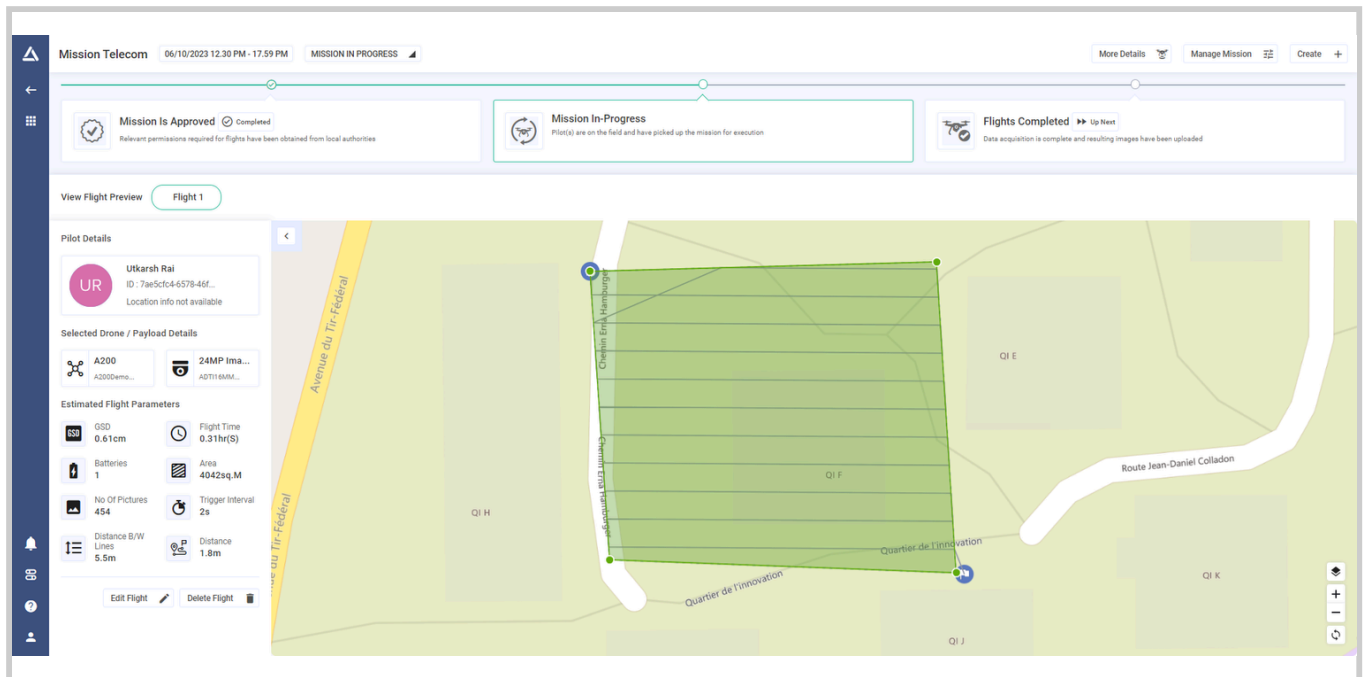 Mission Telecom
06/10/2023 12.30 PM - 17.59 PM
MISSION IN PROGRESS
More Details
Manage Mission
Create
Mission Is Approved
Completed
Relevant permissions required for flights have been obtained from local authorities
Mission In-Progress
Pilot(s) are on the field and have picked up the mission for execution
Flights Completed
Up Next
Data acquisition is complete and resulting images have been uploaded
View Flight Preview
Flight 1
Pilot Details
UR
Utkarsh Rai
ID : 7ae5cfc4-6578-46f...
Location info not available
Selected Drone / Payload Details
A200
A200Demo...
24MP Ima...
ADTI16MM...
Estimated Flight Parameters
GSD
GSD
0.61cm
Flight Time
0.31hr(S)
Batteries
1
Area
4042sq.M
No Of Pictures
454
Trigger Interval
2s
Distance B/W
Lines
5.5m
Distance
1.8m
Edit Flight
Delete Flight
Avenue du Tir-Fédéral
ue du Tir-Fédéral
Chemin Erna Hamburger
Chemin Erna Hamburger
QI E
QI F
QI H
Route Jean-Daniel Colladon
Quartier de l'innovation
Quartier de l'innovation
QI K
QI J